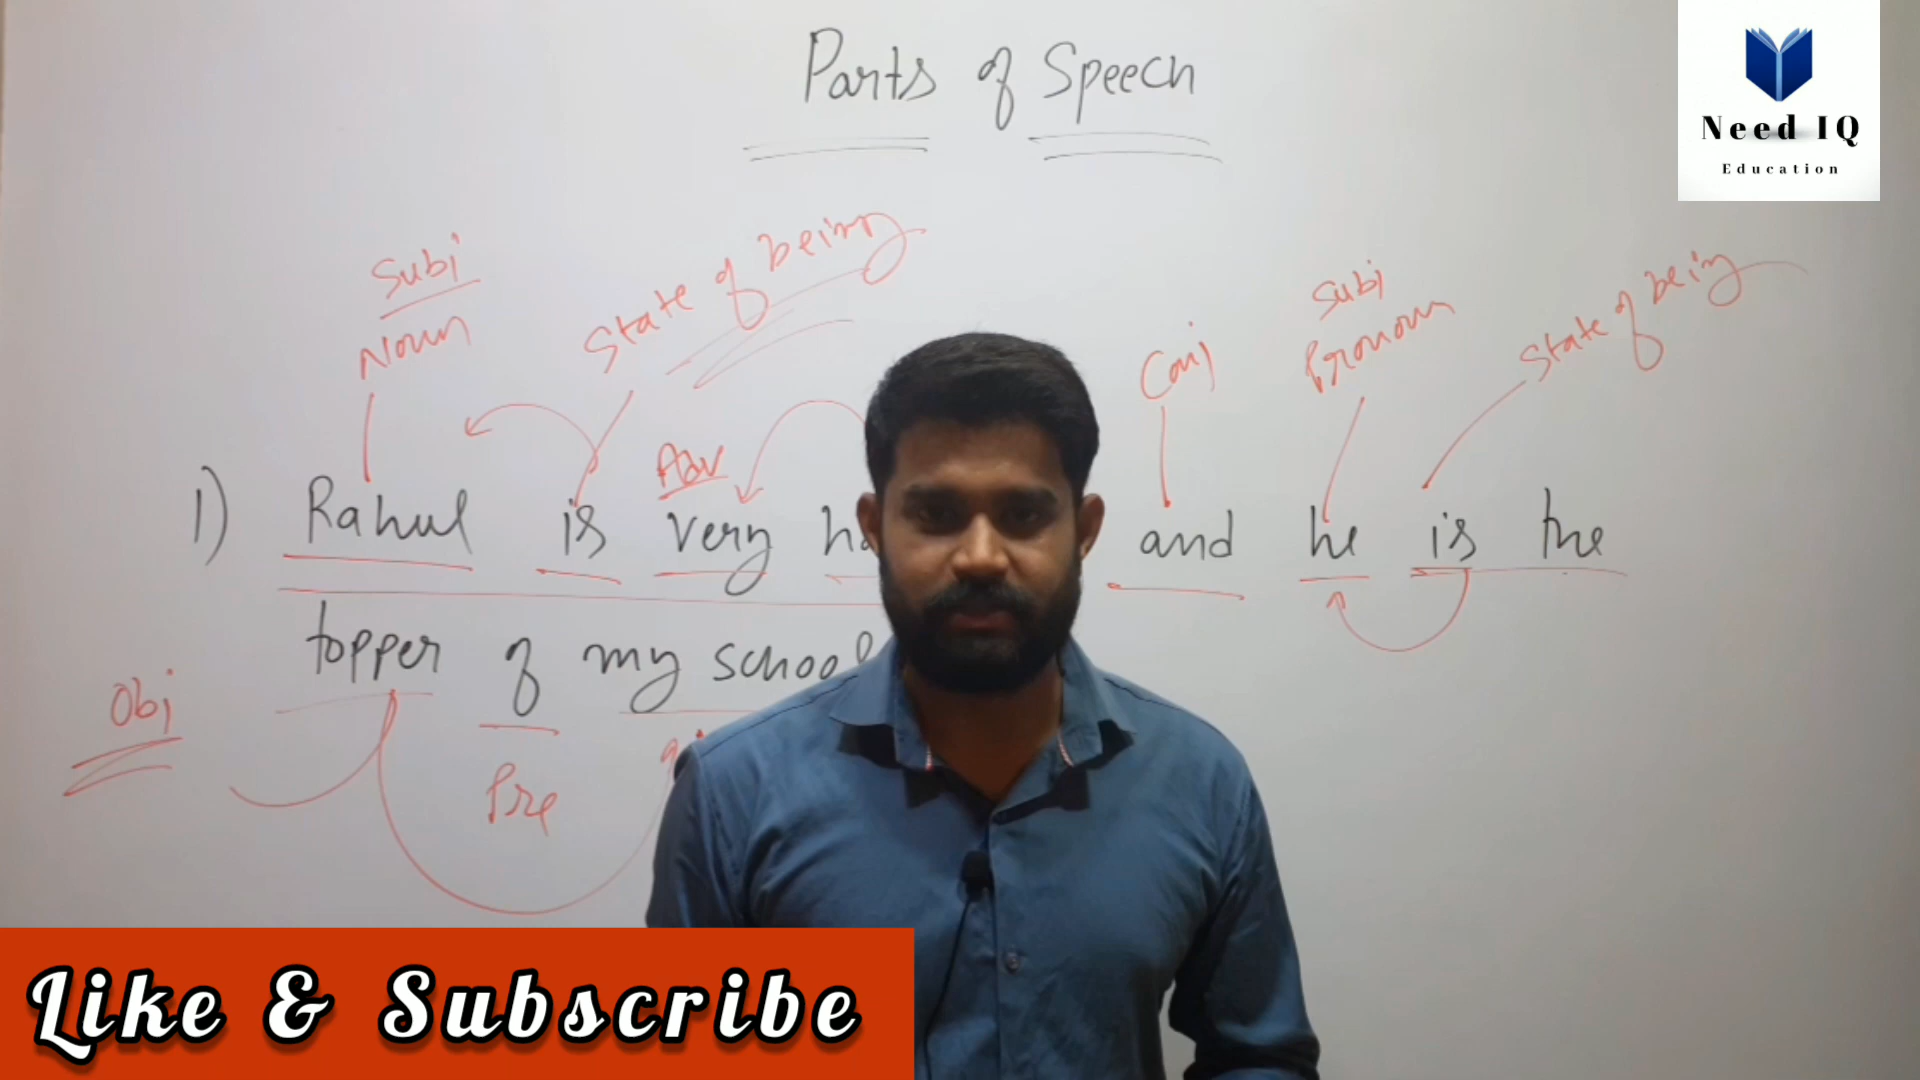 Parts of Speech
Need IQ
Education
Subj
Noun
State of being
Adv
Conj
Subj
Pronoun
State of being
1) Rahul is very and he is the
topper of my school
Obj
Pre
Like & Subscribe